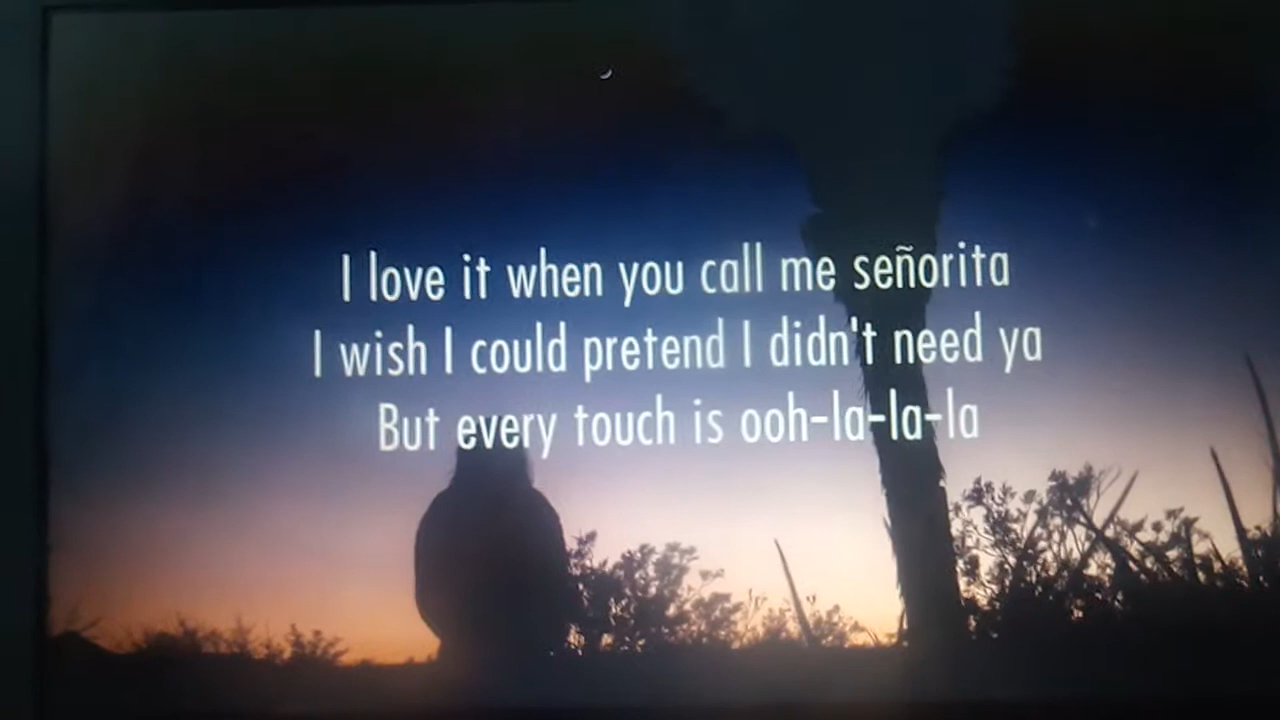 I love it when you call me señorita
I wish I could pretend I didn't need ya
But every touch is ooh-la-la-la